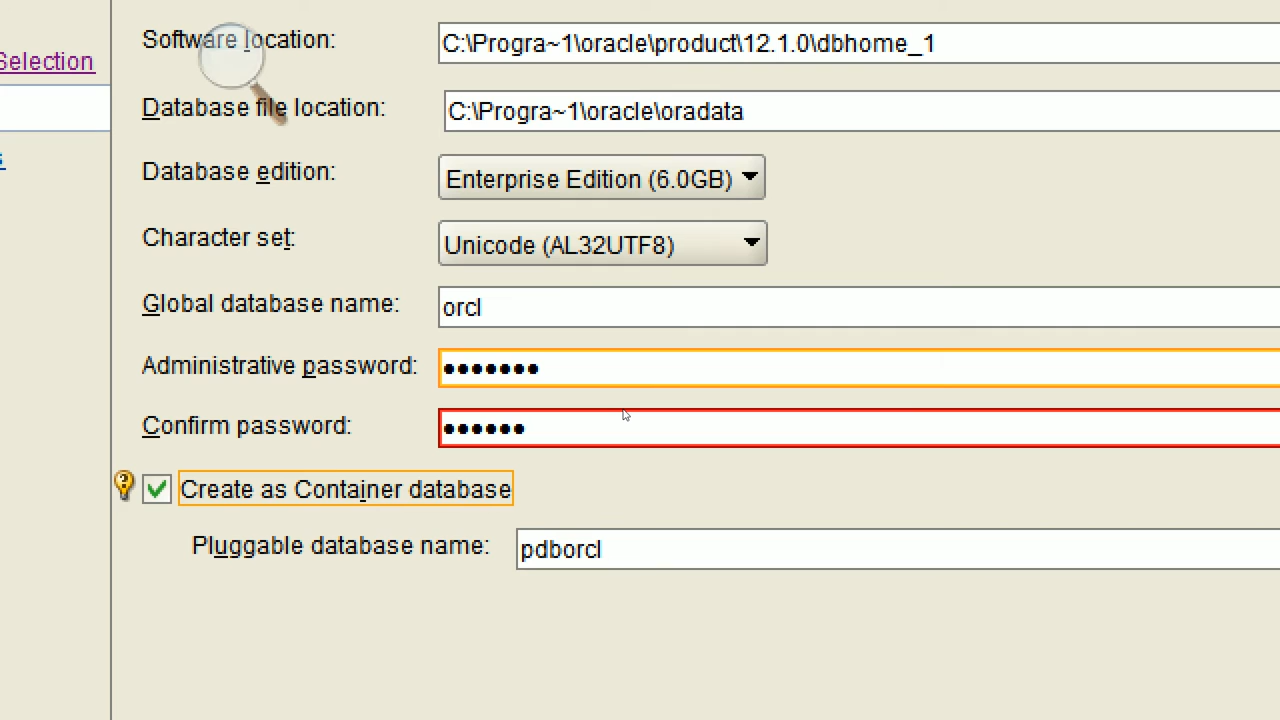 Software location: C:\Progra~1\oracle\product\12.1.0\dbhome_1
Selection
Database file location: C:\Progra~1\oracle\oradata
Database edition: Enterprise Edition (6.0GB)
s
Character set: Unicode (AL32UTF8)
Global database name: orcl
Administrative password: •••••••
Confirm password: ••••••
Create as Container database
Pluggable database name: pdborcl